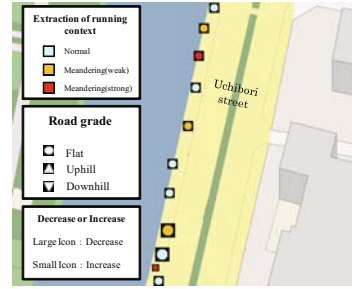 Extraction of running
context
Normal
Meandering(weak)
Meandering(strong)
Uchibori
street
Road grade
Flat
Uphill
Downhill
Decrease or Increase
Large Icon : Decrease
Small Icon : Increase